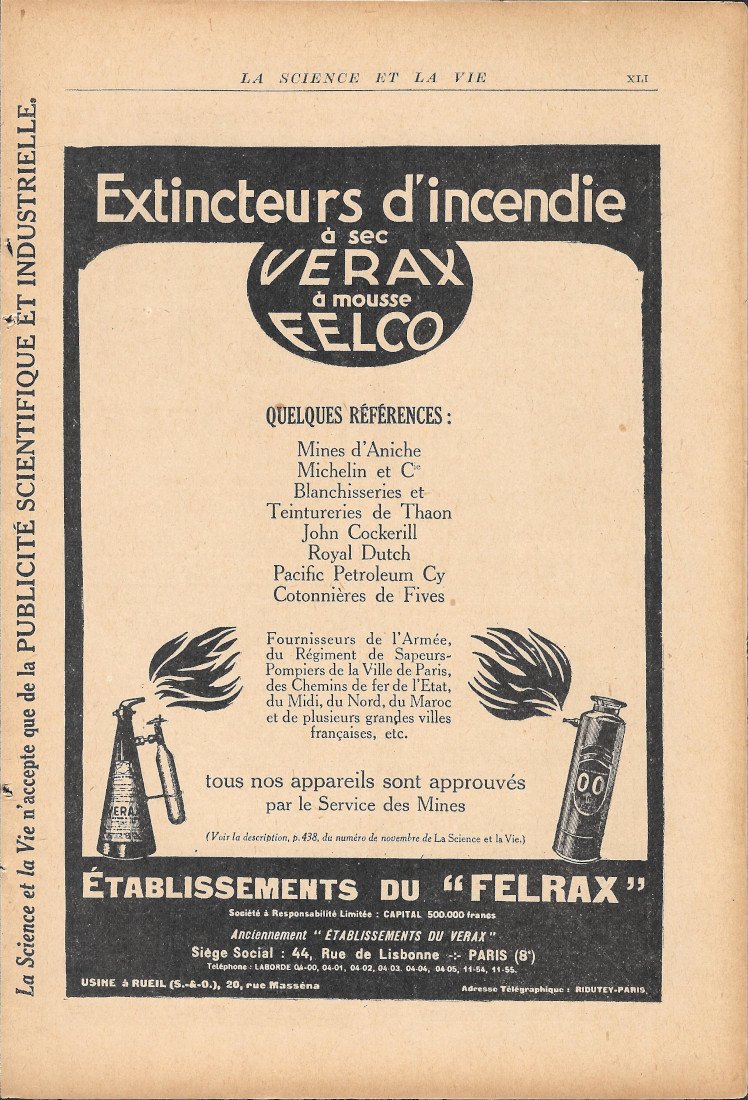 LA SCIENCE ET LA VIE XLI
La Science et la Vie n'accepte que de la PUBLICITÉ SCIENTIFIQUE ET INDUSTRIELLE.
Extincteurs d'incendie
à sec
VERAX
à mousse
FELCO
QUELQUES RÉFÉRENCES :
Mines d'Aniche
Michelin et Cie
Blanchisseries et
Teintureries de Thaon
John Cockerill
Royal Dutch
Pacific Petroleum Cy
Cotonnières de Fives
Fournisseurs de l'Armée,
du Régiment de Sapeurs-
Pompiers de la Ville de Paris,
des Chemins de fer de l'Etat,
du Midi, du Nord, du Maroc
et de plusieurs grandes villes
françaises, etc.
VERAX
tous nos appareils sont approuvés
par le Service des Mines
(Voir la description, p. 438, du numéro de novembre de La Science et la Vie.)
ÉTABLISSEMENTS DU "FELRAX"
Société à Responsabilité Limitée : CAPITAL 500.000 francs
Anciennement "ÉTABLISSEMENTS DU VERAX"
Siège Social : 44, Rue de Lisbonne -:- PARIS (8e)
Téléphone : LABORDE 04-00, 04-01, 04-02, 04-03, 04-04, 04-05, 11-54, 11-55.
USINE à RUEIL (S.-&-O.), 20, rue Masséna
Adresse Télégraphique : RIDUTEY-PARIS.